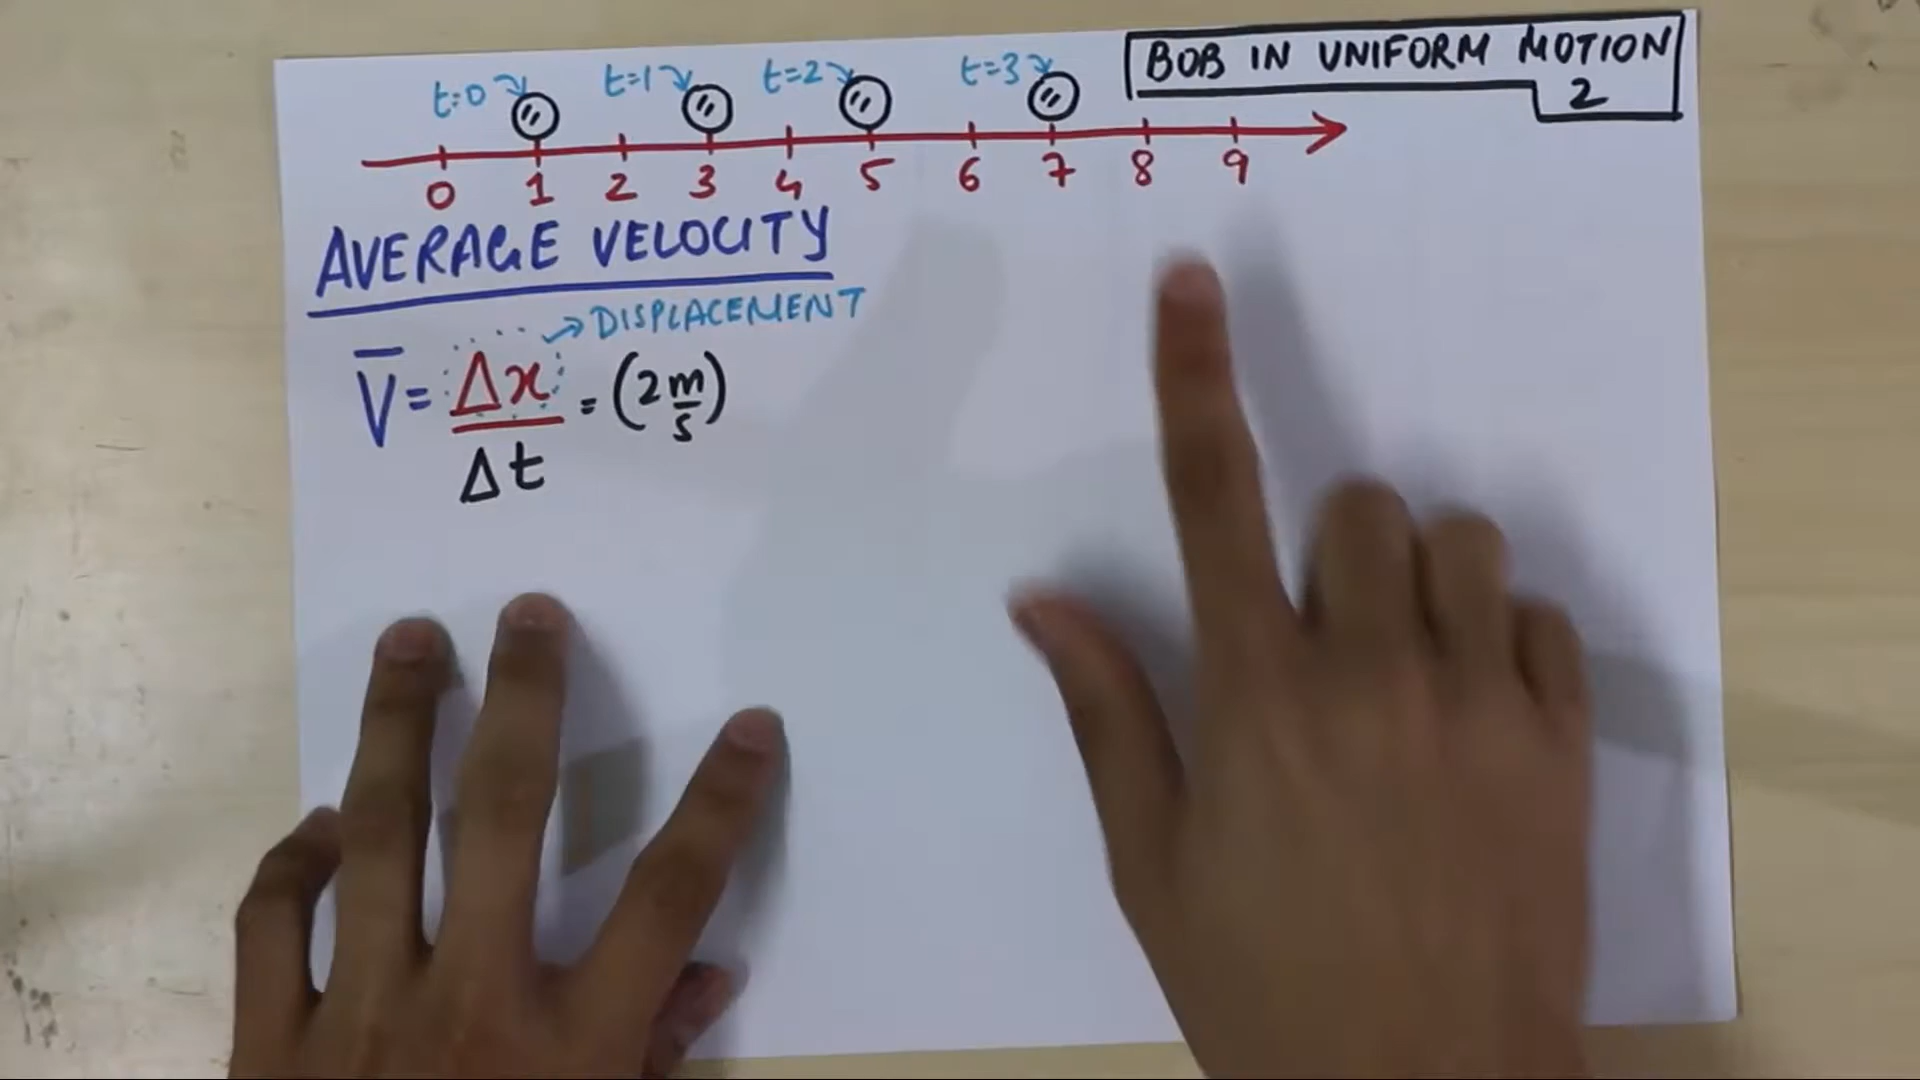 BOB IN UNIFORM MOTION
2
t=0 t=1 t=2 t=3
0 1 2 3 4 5 6 7 8 9
AVERAGE VELOCITY
DISPLACEMENT
V̅ = Δx/Δt = (2 m/s)